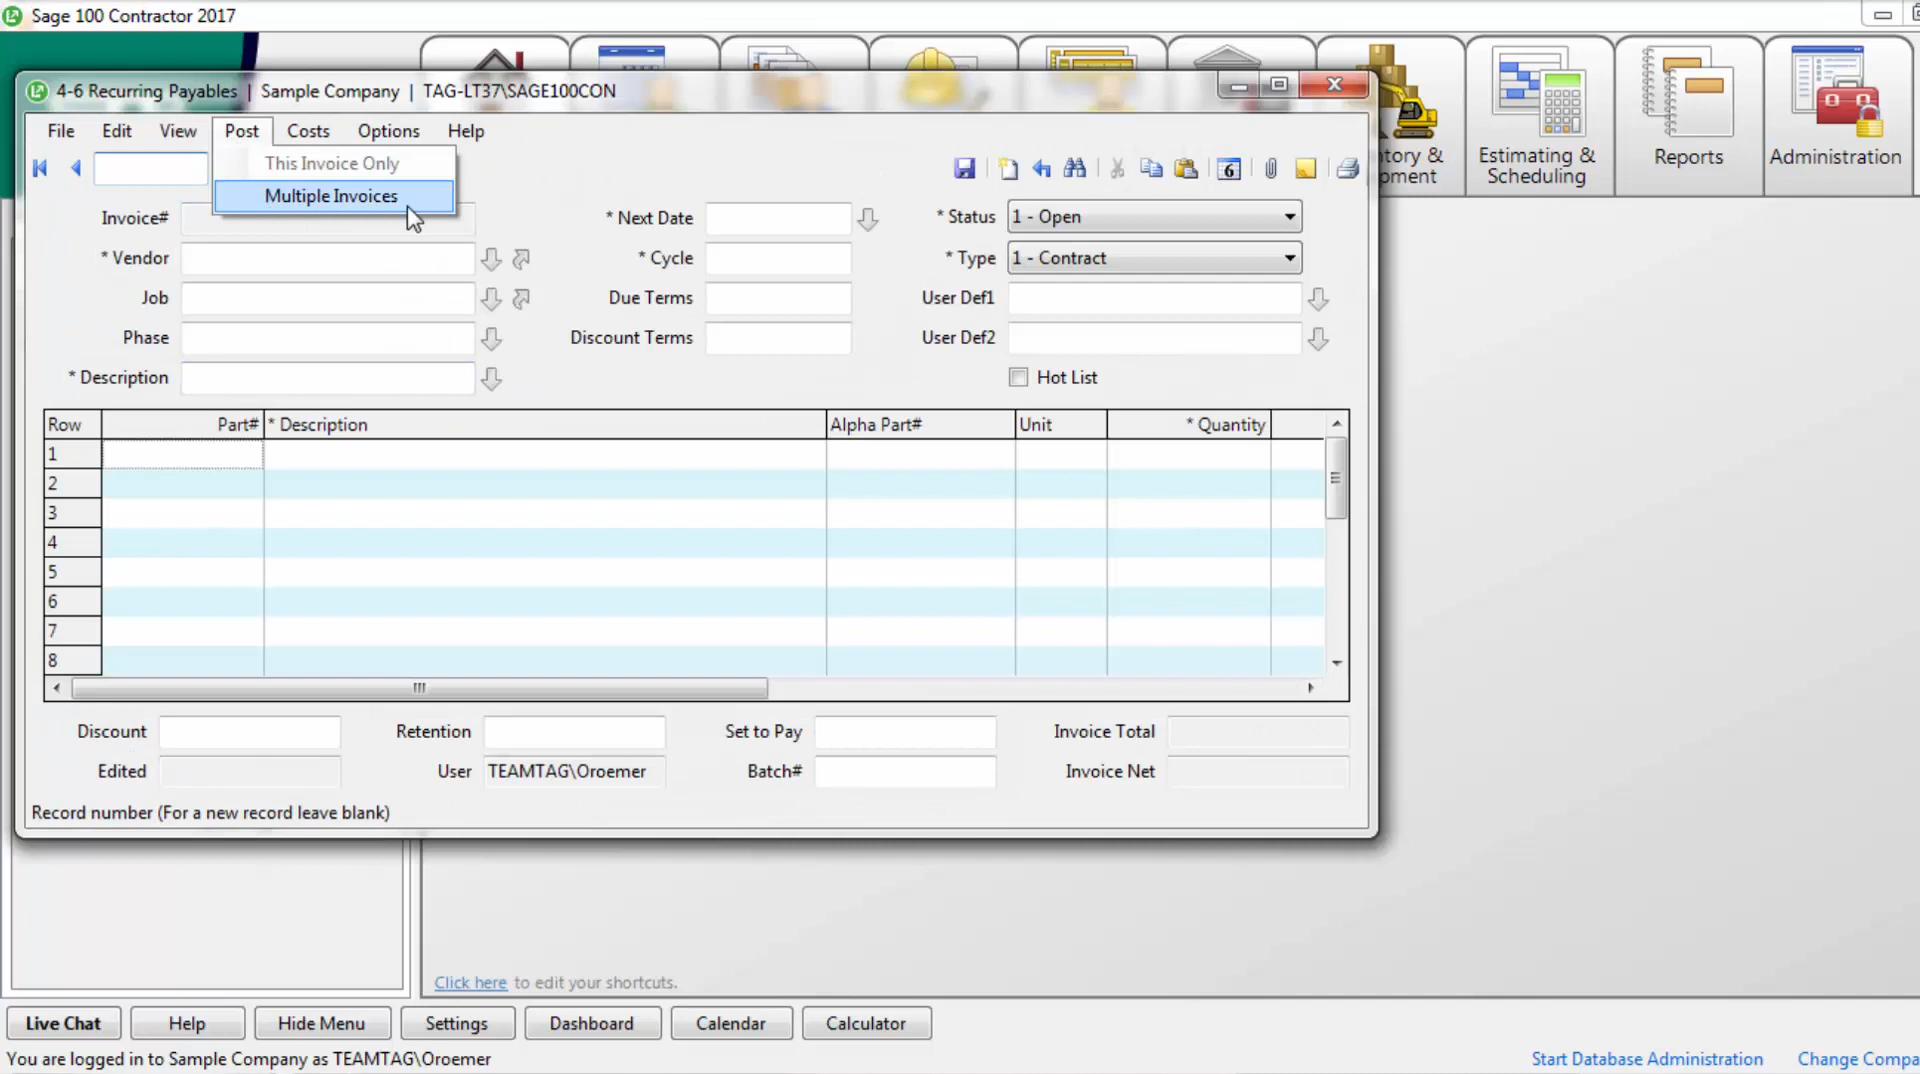 Sage 100 Contractor 2017
4-6 Recurring Payables | Sample Company | TAG-LT37\SAGE100CON
File Edit View Post Costs Options Help
This Invoice Only
Multiple Invoices
6
Estimating & Scheduling
Reports
Administration
Invoice# * Next Date * Status 1 - Open
* Vendor * Cycle * Type 1 - Contract
Job Due Terms User Def1
Phase Discount Terms User Def2
* Description Hot List
Row Part# * Description Alpha Part# Unit * Quantity
1
2
3
4
5
6
7
8
Discount Retention Set to Pay Invoice Total
Edited User TEAMTAG\Oroemer Batch# Invoice Net
Record number (For a new record leave blank)
Click here to edit your shortcuts.
Live Chat Help Hide Menu Settings Dashboard Calendar Calculator
You are logged in to Sample Company as TEAMTAG\Oroemer Start Database Administration Change Compa